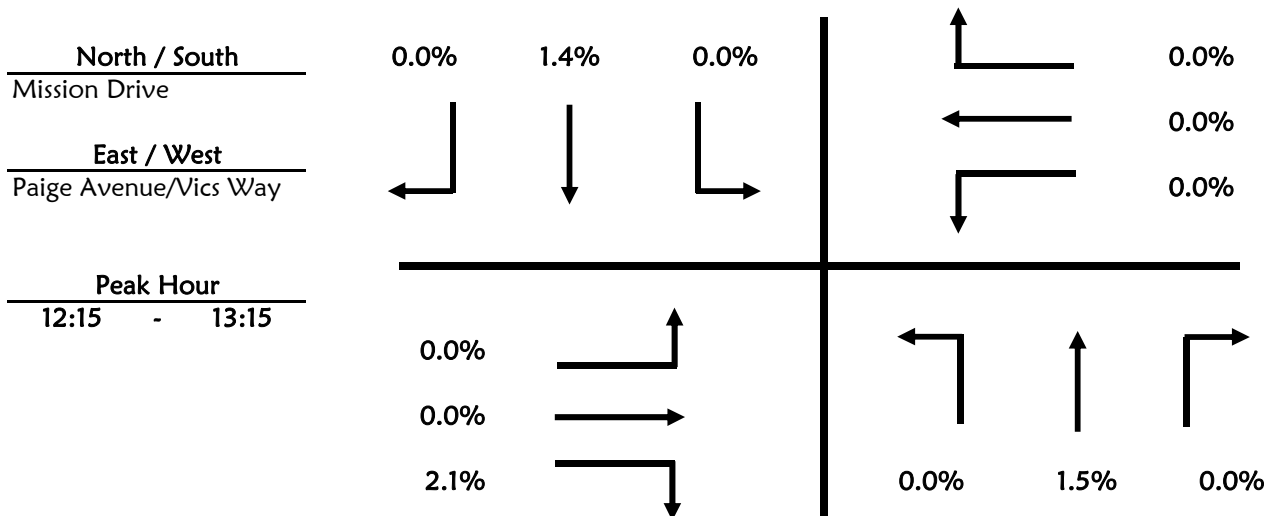 North / South
Mission Drive
East / West
Paige Avenue/Vics Way
Peak Hour
12:15 - 13:15
0.0% 1.4% 0.0%
0.0%
0.0%
0.0%
0.0%
0.0%
2.1%
0.0% 1.5% 0.0%